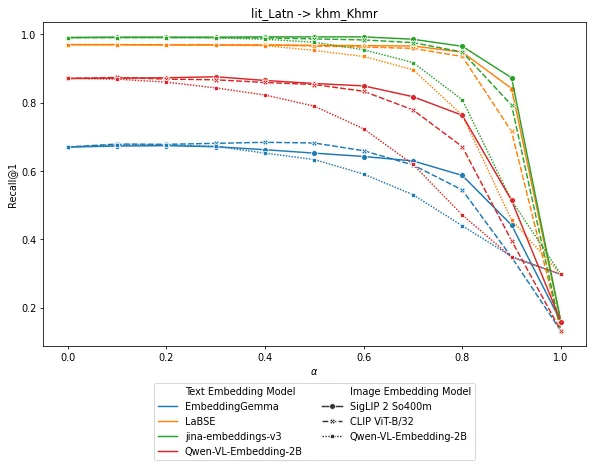 lit_Latn -> khm_Khmr
Recall@1
1.0
0.8
0.6
0.4
0.2
0.0 0.2 0.4 0.6 0.8 1.0
α
Text Embedding Model Image Embedding Model
EmbeddingGemma SigLIP 2 So400m
LaBSE CLIP ViT-B/32
jina-embeddings-v3 Qwen-VL-Embedding-2B
Qwen-VL-Embedding-2B